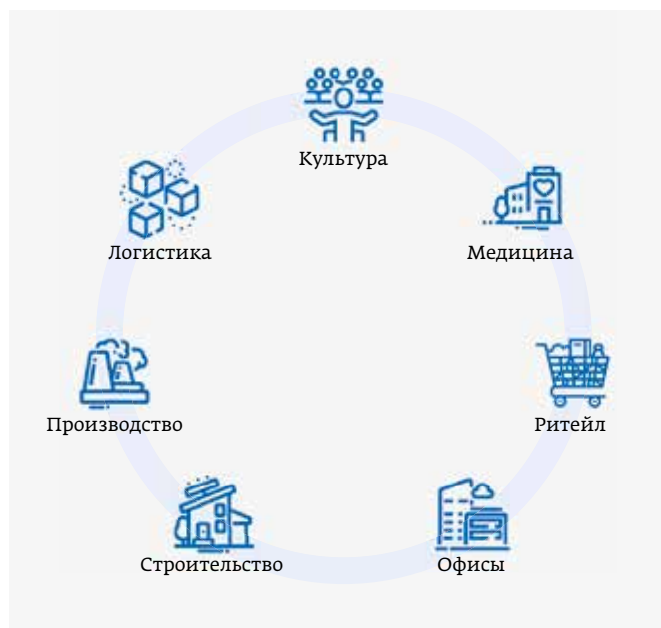 Культура
Логистика
Медицина
Производство
Ритейл
Строительство
Офисы